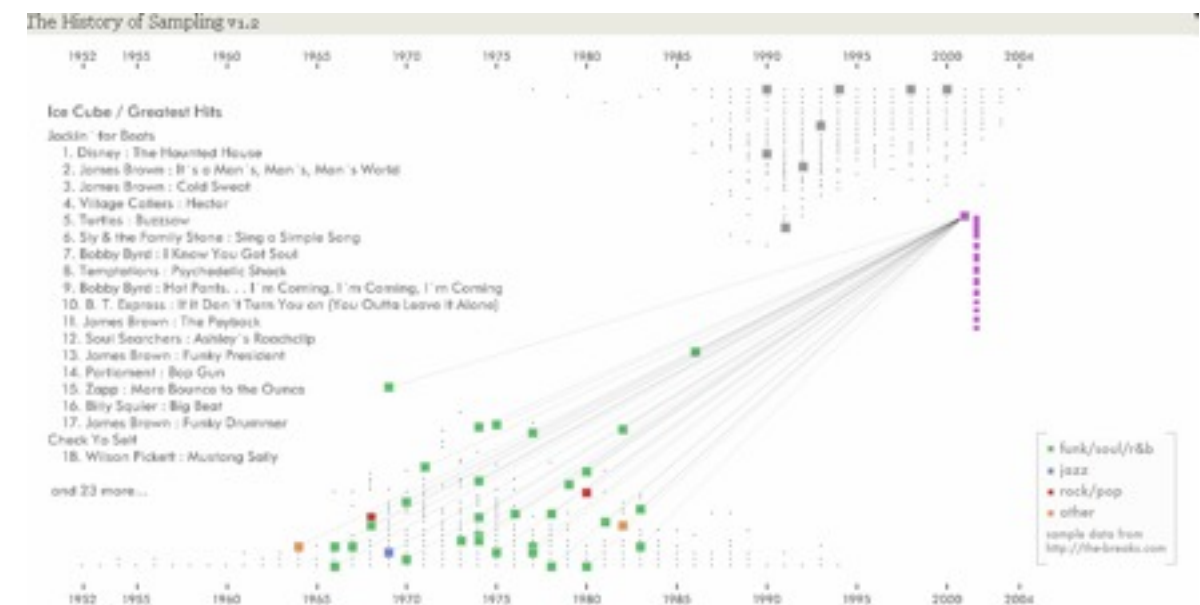 The History of Sampling v1.2
1952 1955 1960 1965 1970 1975 1980 1985 1990 1995 2000 2004
Ice Cube / Greatest Hits
Jackin' for Beats
1. Disney : The Haunted House
2. James Brown : It's a Man's, Man's, Man's World
3. James Brown : Cold Sweat
4. Village Callers : Hector
5. Turtles : Buzzsaw
6. Sly & the Family Stone : Sing a Simple Song
7. Bobby Byrd : I Know You Got Soul
8. Temptations : Psychedelic Shack
9. Bobby Byrd : Hot Pants. . . I'm Coming, I'm Coming, I'm Coming
10. B. T. Express : If It Don't Turn You on (You Outta Leave it Alone)
11. James Brown : The Payback
12. Soul Searchers : Ashley's Roachclip
13. James Brown : Funky President
14. Parliament : Bop Gun
15. Zapp : More Bounce to the Ounce
16. Billy Squier : Big Beat
17. James Brown : Funky Drummer
Check Yo Self
18. Wilson Pickett : Mustang Sally
and 23 more...
funk/soul/r&b
jazz
rock/pop
other
sample data from
http://the-breaks.com
1952 1955 1960 1965 1970 1975 1980 1985 1990 1995 2000 2004